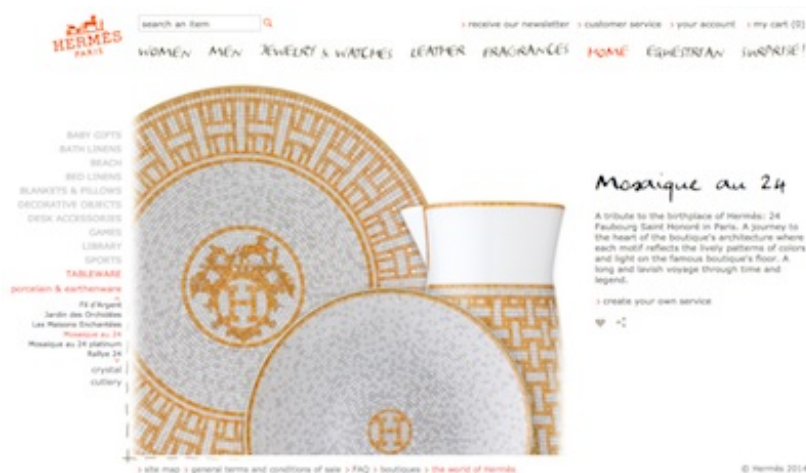 search an item
› receive our newsletter › customer service › your account › my cart (0)
HERMÈS
PARIS
WOMEN MEN JEWELRY & WATCHES LEATHER FRAGRANCES HOME EQUESTRIAN SURPRISE!
BABY GIFTS
BATH LINENS
BEACH
BED LINENS
BLANKETS & PILLOWS
DECORATIVE OBJECTS
DESK ACCESSORIES
GAMES
LIBRARY
SPORTS
TABLEWARE
porcelain & earthenware
Fil d'Argent
Jardin des Orchidées
Les Maisons Enchantées
Mosaique au 24
Mosaique au 24 platinum
Rallye 24
crystal
cutlery
H
H
Mosaique au 24
A tribute to the birthplace of Hermès: 24
Faubourg Saint Honoré in Paris. A journey to
the heart of the boutique's architecture where
each motif reflects the lively patterns of colors
and light on the famous boutique's floor. A
long and lavish voyage through time and
legend.
› create your own service
› site map › general terms and conditions of sale › FAQ › boutiques › the world of Hermès
© Hermès 2014